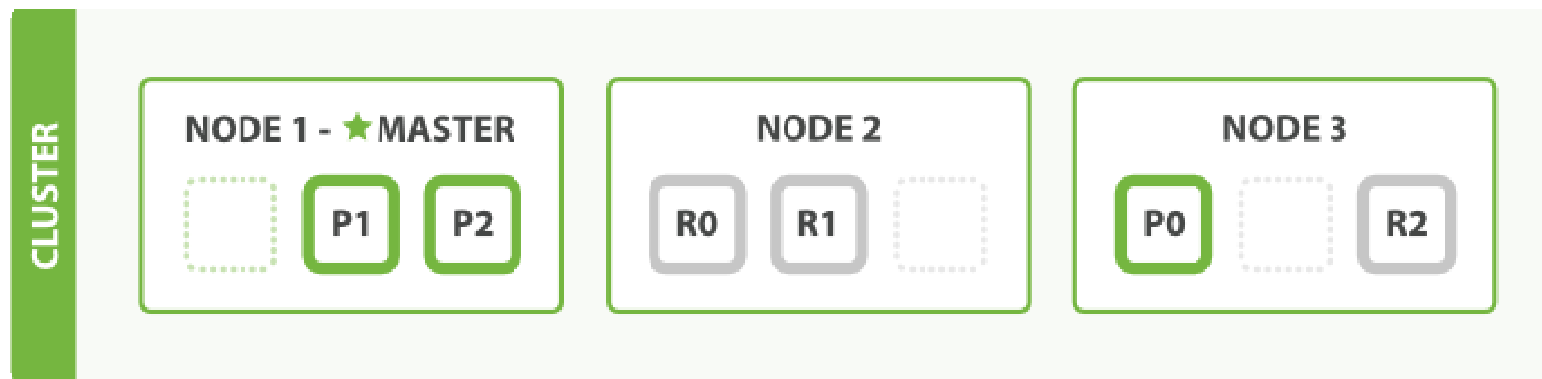 CLUSTER
NODE 1 - ★ MASTER
P1 P2
NODE 2
R0 R1
NODE 3
P0 R2